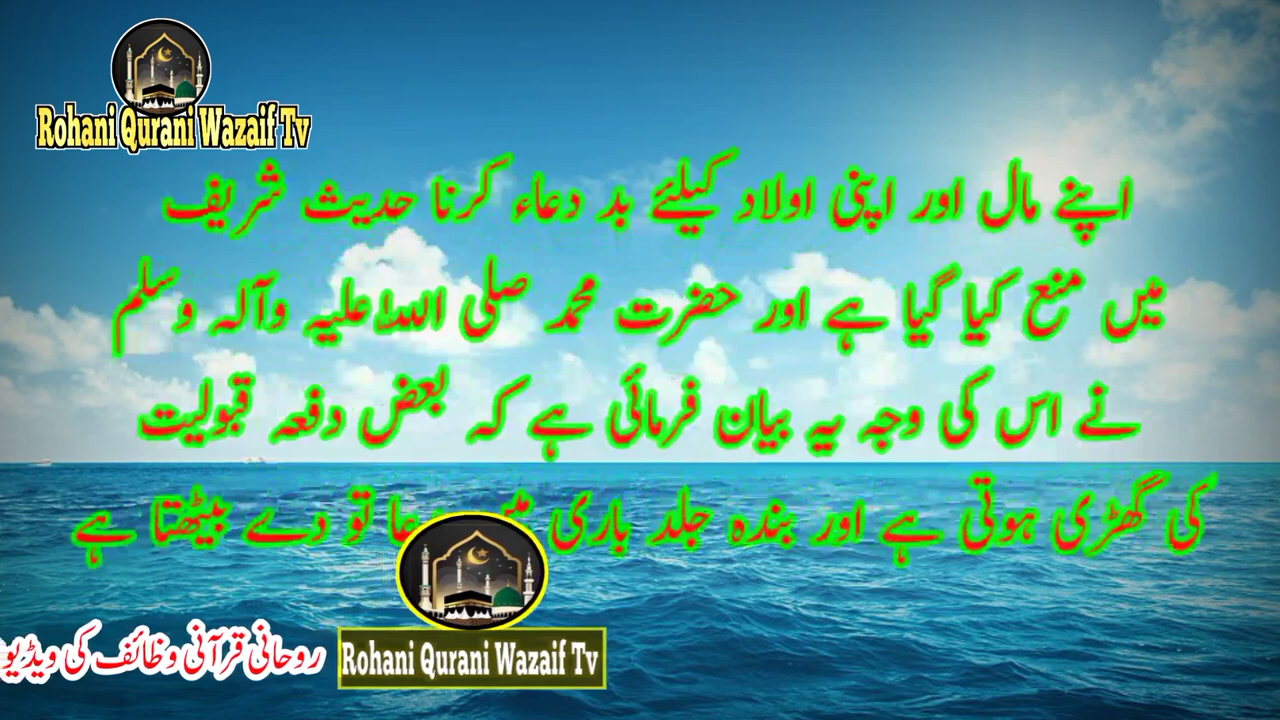 Rohani Qurani Wazaif Tv
اپنے مال اور اپنی اولاد کیلئے بد دعاء کرنا حدیث شریف
میں منع کیا گیا ہے اور حضرت محمد صلی اللہ علیہ وآلہ وسلم
نے اس کی وجہ یہ بیان فرمائی ہے کہ بعض دفعہ قبولیت
کی گھڑی ہوتی ہے اور بندہ جلد بازی میں تو دے بیٹھتا ہے
روحانی قرآنی وظائف کی ویڈیو
Rohani Qurani Wazaif Tv